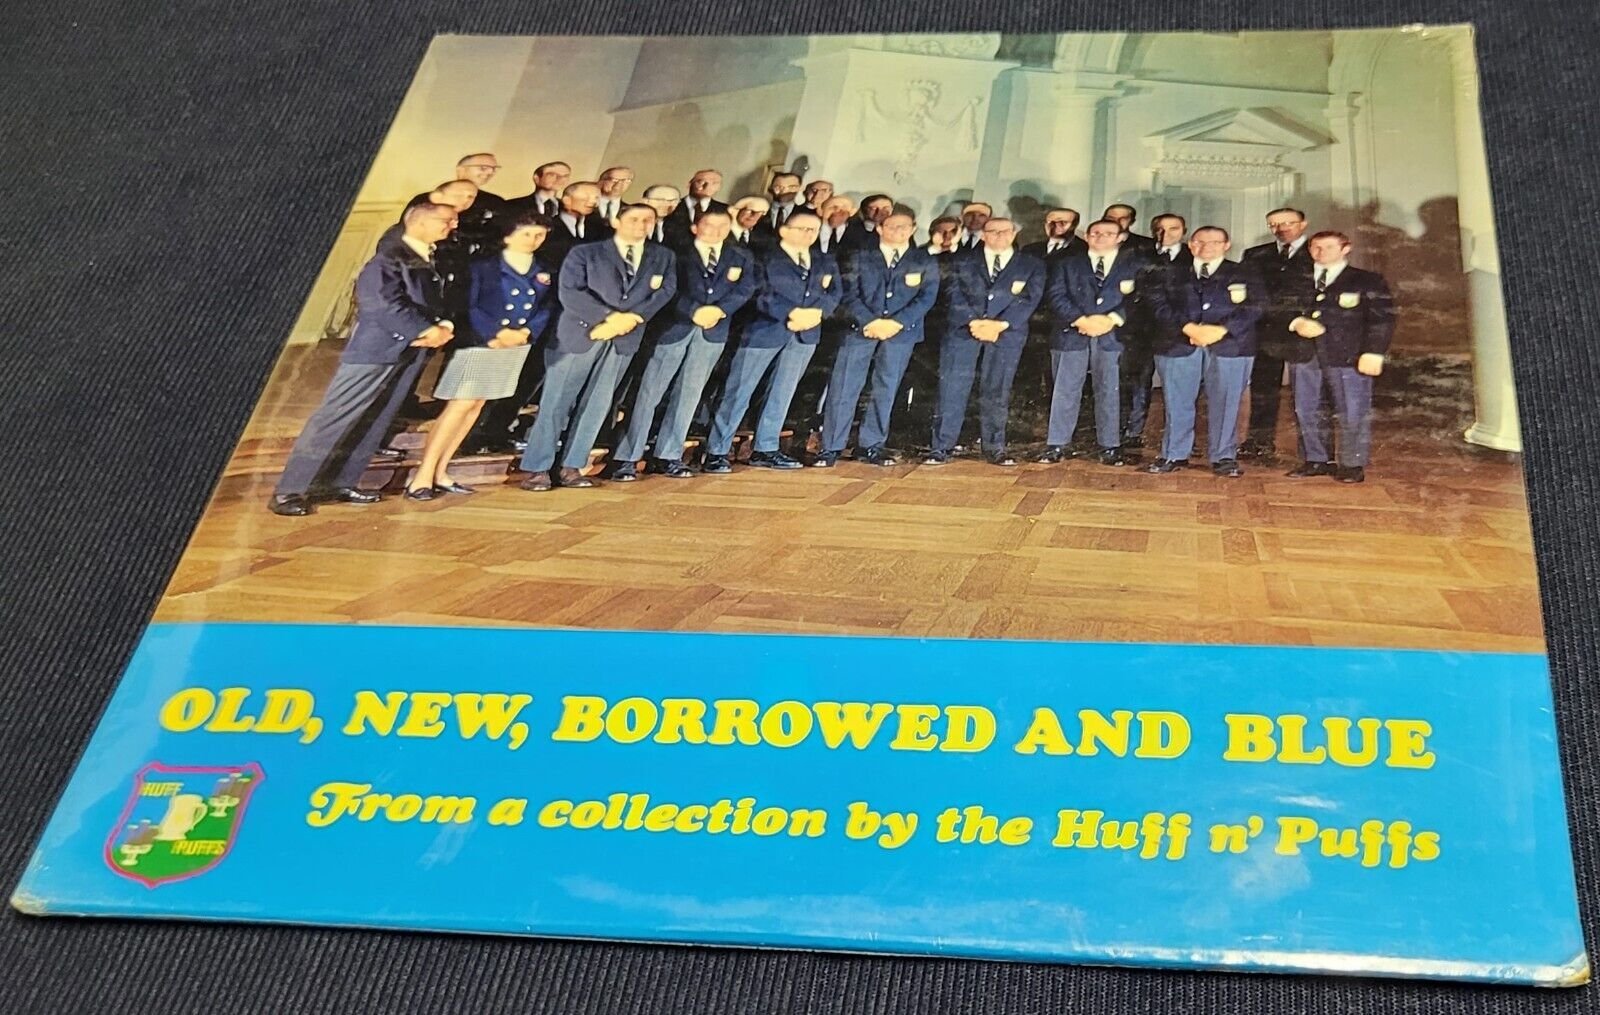 OLD, NEW, BORROWED AND BLUE
From a collection by the Huff n' Puffs
HUFF
PUFFS